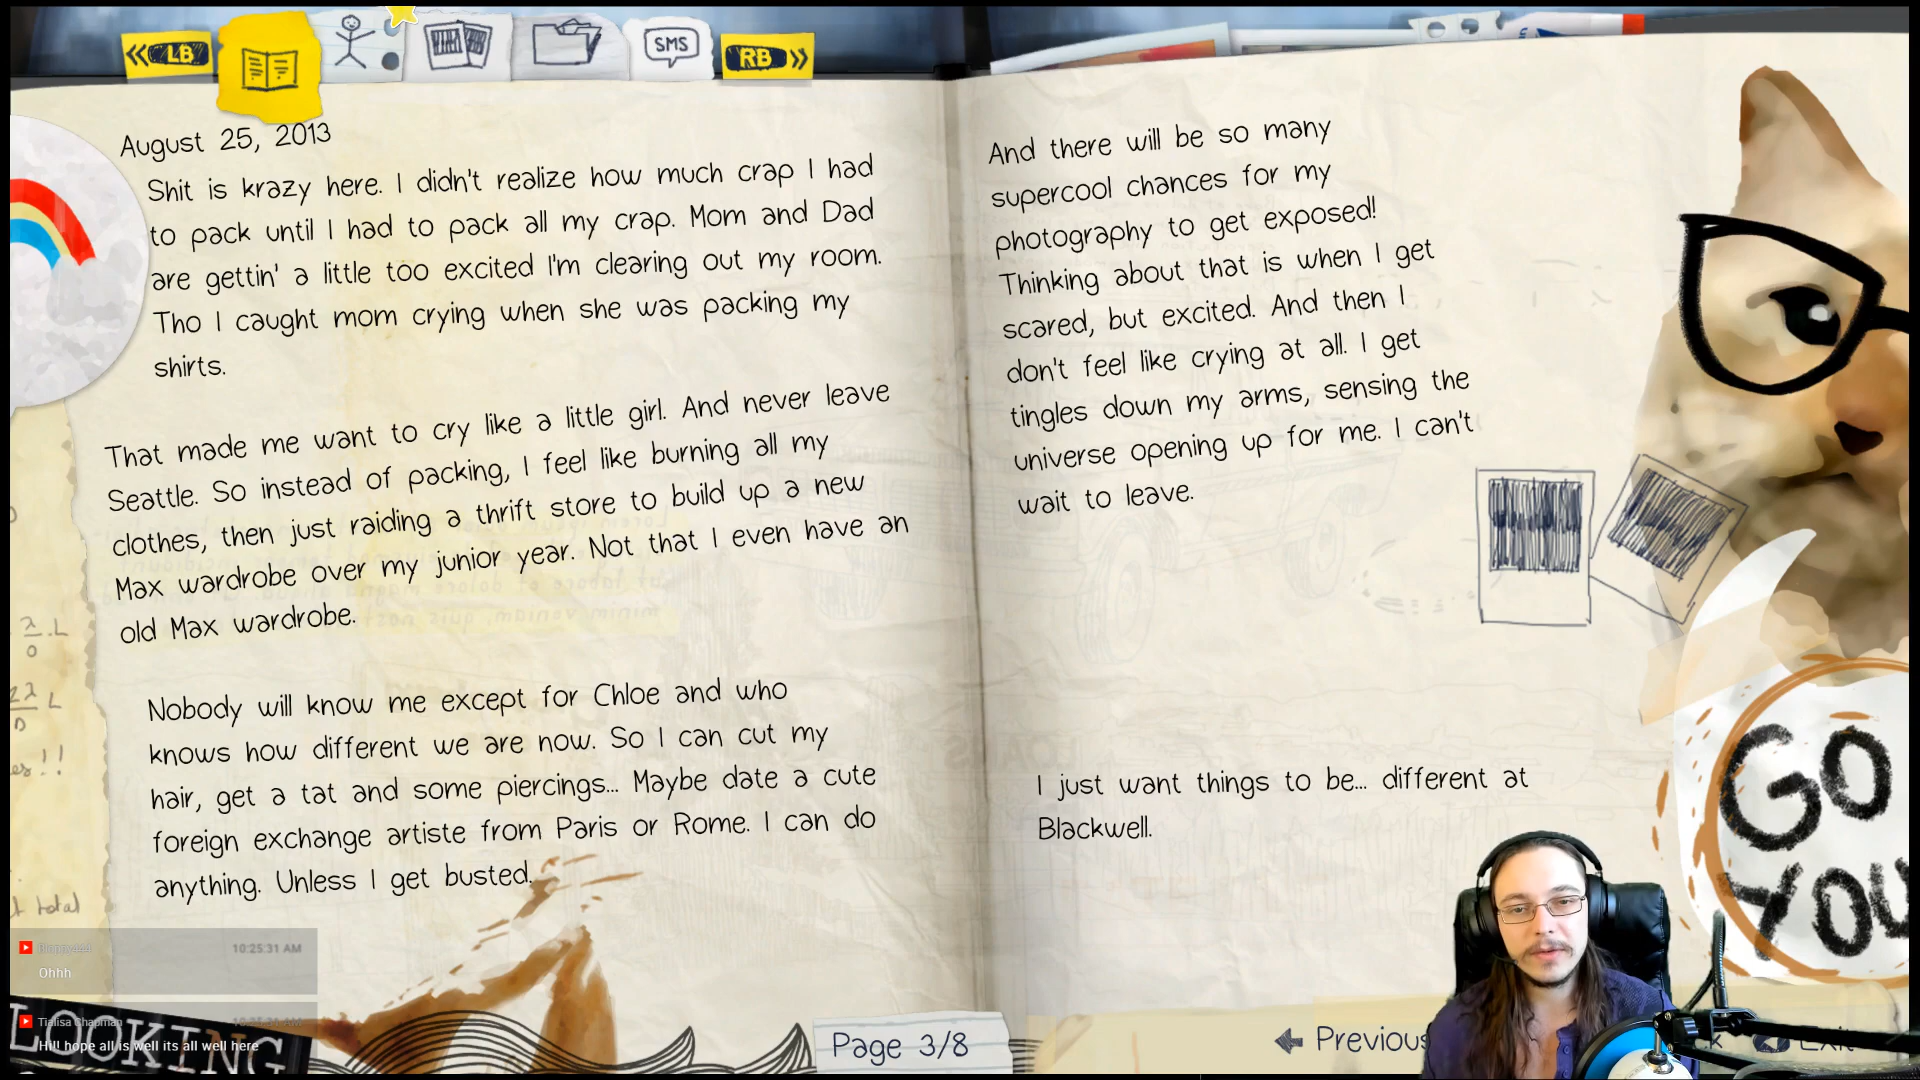 LB
SMS
RB
August 25, 2013
Shit is krazy here. I didn't realize how much crap I had
to pack until I had to pack all my crap. Mom and Dad
are gettin' a little too excited I'm clearing out my room.
Tho I caught mom crying when she was packing my
shirts.
That made me want to cry like a little girl. And never leave
Seattle. So instead of packing, I feel like burning all my
clothes, then just raiding a thrift store to build up a new
Max wardrobe over my junior year. Not that I even have an
old Max wardrobe.
Nobody will know me except for Chloe and who
knows how different we are now. So I can cut my
hair, get a tat and some piercings... Maybe date a cute
foreign exchange artiste from Paris or Rome. I can do
anything. Unless I get busted.
And there will be so many
supercool chances for my
photography to get exposed!
Thinking about that is when I get
scared, but excited. And then I
don't feel like crying at all. I get
tingles down my arms, sensing the
universe opening up for me. I can't
wait to leave.
I just want things to be... different at
Blackwell.
GO
YOU
total
10:25:31 AM
Ohhh
Tialisa Chapman
Hill hope all is well its all well here
LOOKING
Page 3/8
Previous
Exit